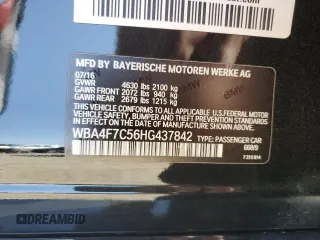 MFD BY BAYERISCHE MOTOREN WERKE AG
07/16
GVWR 4630 lbs 2100 kg
GAWR FRONT 2072 lbs 940 kg
GAWR REAR 2679 lbs 1215 kg
THIS VEHICLE CONFORMS TO ALL APPLICABLE U.S.FEDERAL MOTOR
VEHICLE SAFETY, BUMPER, AND THEFT PREVENTION STANDARDS
IN EFFECT ON THE DATE OF MANUFACTURE SHOWN ABOVE.
WBA4F7C56HG437842 TYPE: PASSENGER CAR
668/9
DREAMBID